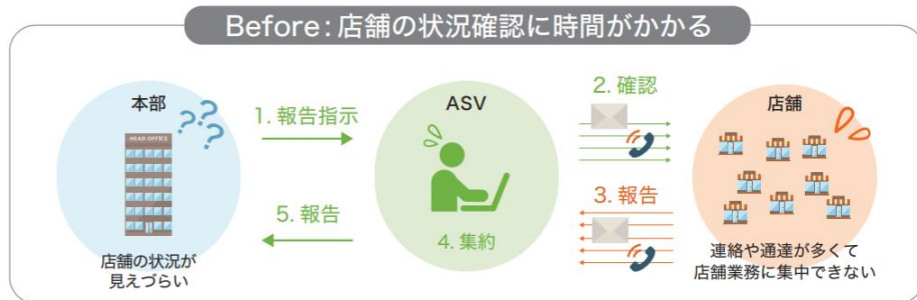 Before：店舗の状況確認に時間がかかる
本部
???
HEAD OFFICE
店舗の状況が
見えづらい
1. 報告指示
5. 報告
ASV
4. 集約
2. 確認
3. 報告
店舗
連絡や通達が多くて
店舗業務に集中できない